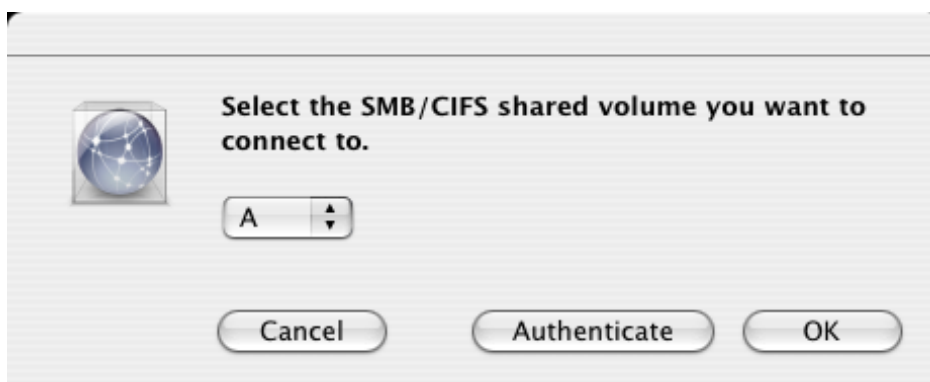 Select the SMB/CIFS shared volume you want to
connect to.
A
Cancel Authenticate OK